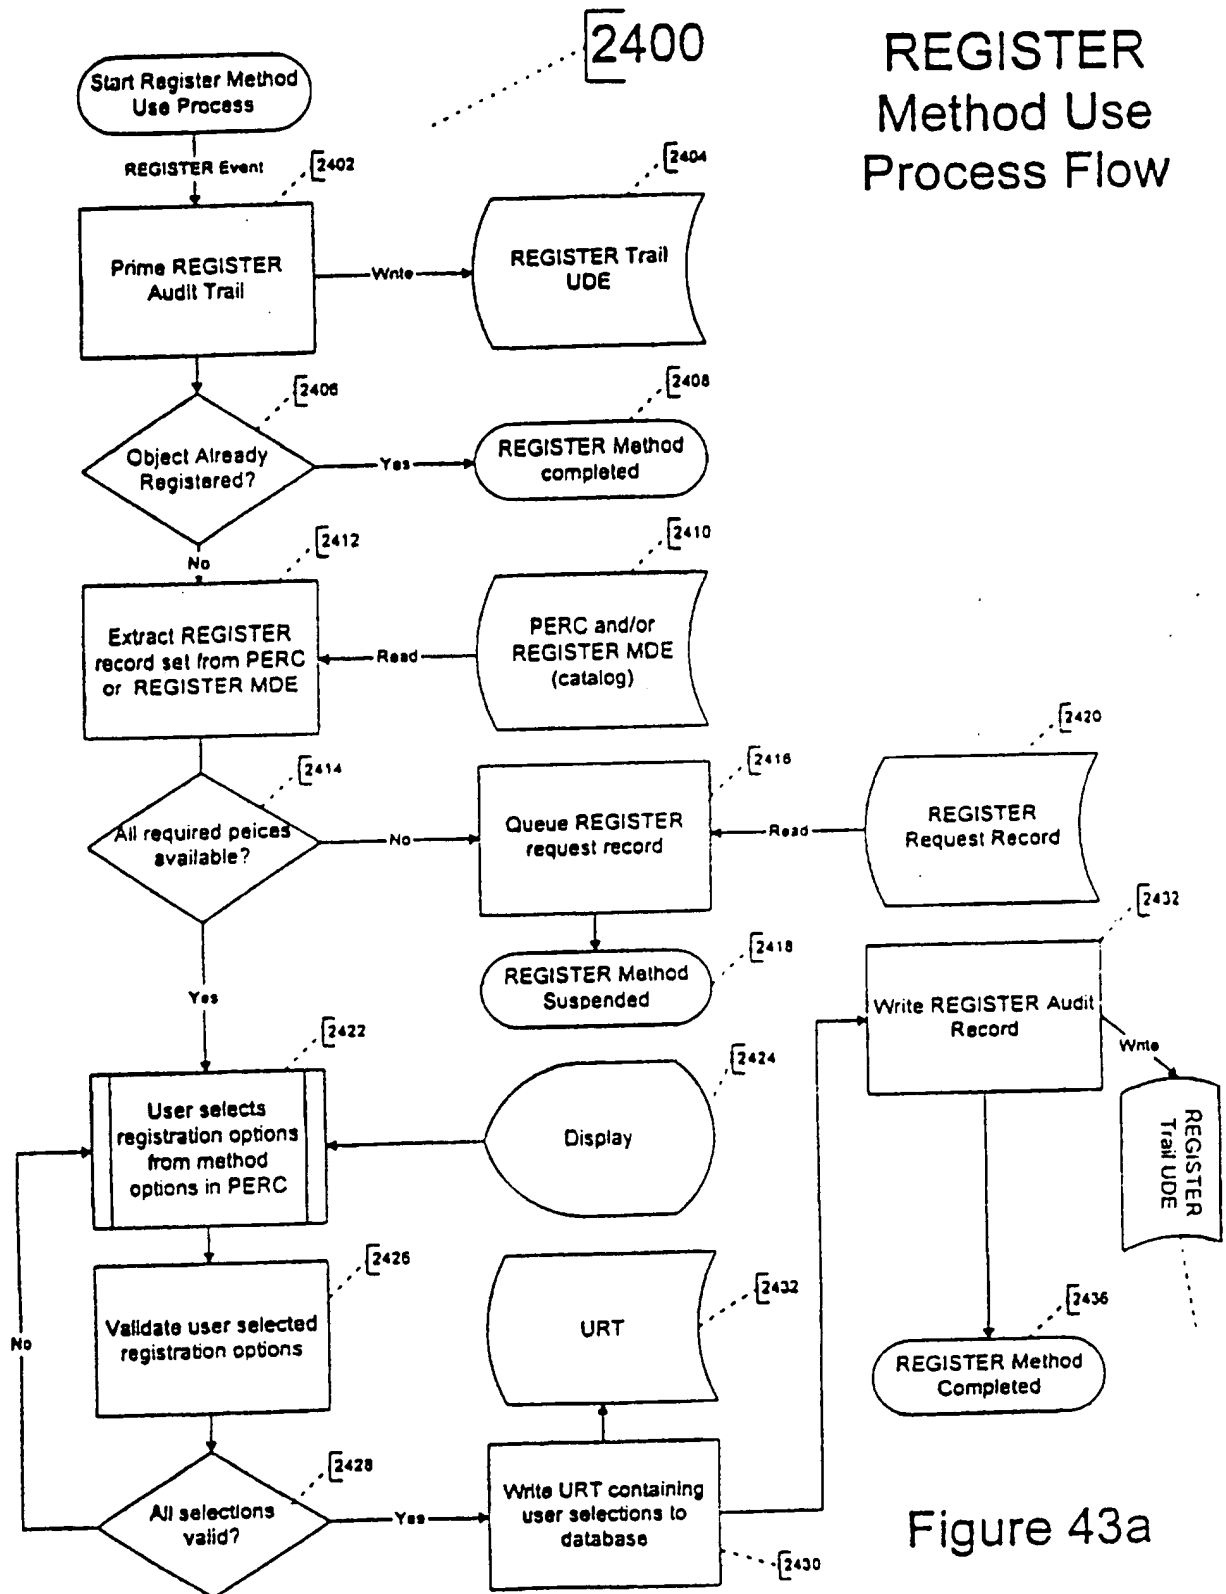 2400
REGISTER
Method Use
Process Flow
Start Register Method
Use Process
REGISTER Event
2402
2404
Prime REGISTER
Audit Trail
Write
REGISTER Trail
UDE
2406
2408
Object Already
Registered?
Yes
REGISTER Method
completed
No
2412
2410
Extract REGISTER
record set from PERC
or REGISTER MDE
Read
PERC and/or
REGISTER MDE
(catalog)
2414
2416
2420
All required peices
available?
No
Queue REGISTER
request record
Read
REGISTER
Request Record
2418
REGISTER Method
Suspended
2432
Write REGISTER Audit
Record
Write
REGISTER
Trail UDE
Yes
2422
2424
User selects
registration options
from method
options in PERC
Display
2426
2432
Validate user selected
registration options
URT
No
2436
REGISTER Method
Completed
2428
All selections
valid?
Yes
Write URT containing
user selections to
database
2430
Figure 43a